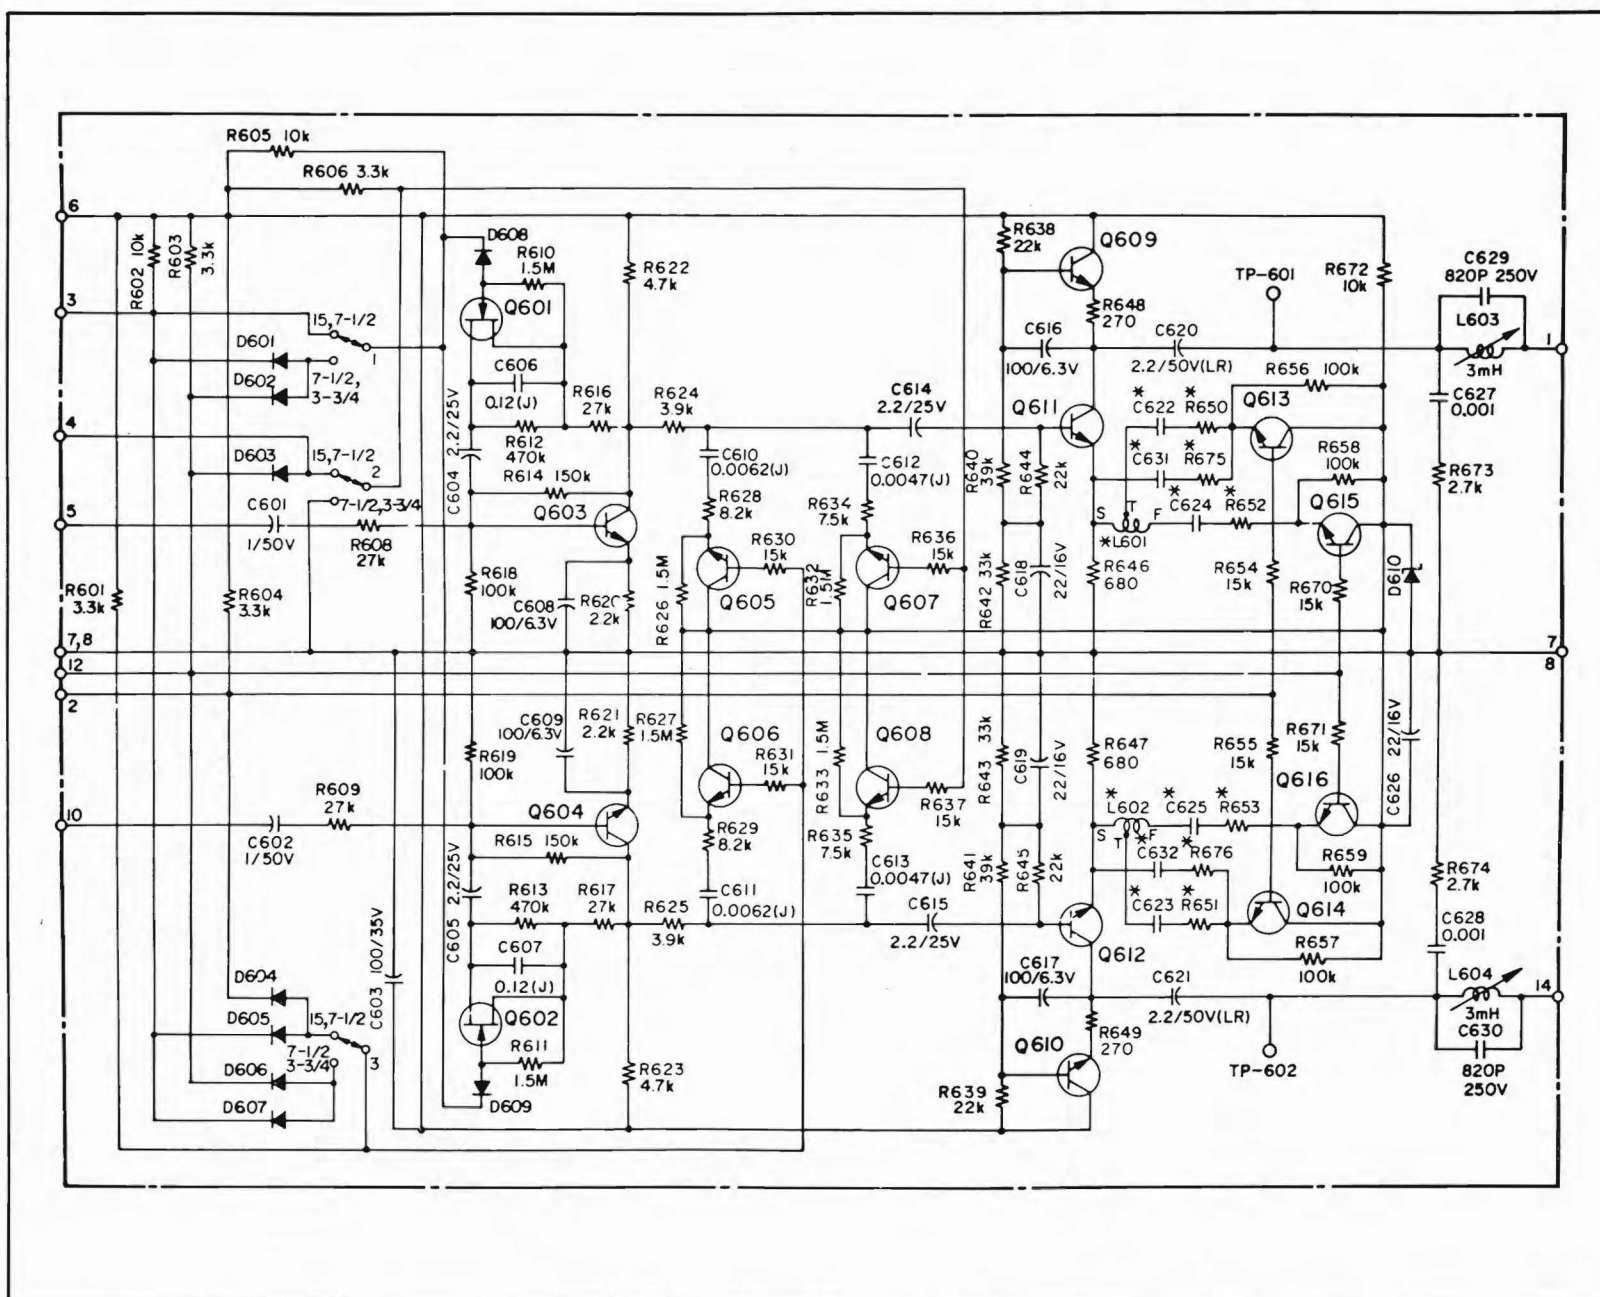 R605 10k
R606 3.3k
6
R602 10k
R603
3.3k
D608
R610
1.5M
Q601
R622
4.7k
R638
22k
Q609
TP-601
R672
10k
C629
820P 250V
L603
3mH
1
3
15,7-1/2
1
D601
D602
7-1/2,
3-3/4
C606
0.12(J)
R616
27k
R624
3.9k
C614
2.2/25V
C616
100/6.3V
R648
270
C620
2.2/50V(LR)
R656 100k
C627
0.001
4
D603
15,7-1/2
2
7-1/2,3-3/4
C604 2.2/25V
R612
470k
R614 150k
Q603
C610
0.0062(J)
C612
0.0047(J)
R640
39k
R644
22k
Q611
* *
C622 R650
* *
C631 R675
Q613
R658
100k
R673
2.7k
5
C601
1/50V
R608
27k
R628
8.2k
R634
7.5k
S T F
*L601
* *
C624 R652
Q615
R601
3.3k
R604
3.3k
R618
100k
C608
100/6.3V
R620
2.2k
R626 1.5M
R630
15k
Q605
R632
1.5M
R636
15k
Q607
R642 33k
C618
22/16V
R646
680
R654
15k
R670
15k
D610
7,8
12
2
7
8
C609
100/6.3V
R621
2.2k
R627
1.5M
R619
100k
Q606
R631
15k
R633 1.5M
Q608
R637
15k
R643 33k
C619
22/16V
R647
680
R655
15k
R671
15k
Q616
C626 22/16V
10
C602
1/50V
R609
27k
Q604
R615 150k
R629
8.2k
R635
7.5k
* * *
L602 C625 R653
S T F
* *
C632 R676
* *
C623 R651
R659
100k
Q614
R674
2.7k
C605 2.2/25V
R613
470k
R617
27k
R625
3.9k
C611
0.0062(J)
C613
0.0047(J)
C615
2.2/25V
R641
39k
R645
22k
Q612
R657
100k
C628
0.001
C603 100/35V
C607
0.12(J)
Q602
R611
1.5M
D609
R623
4.7k
C617
100/6.3V
C621
2.2/50V(LR)
R649
270
Q610
R639
22k
TP-602
L604
3mH
14
C630
820P
250V
D604
D605
D606
D607
15,7-1/2
7-1/2
3-3/4
3